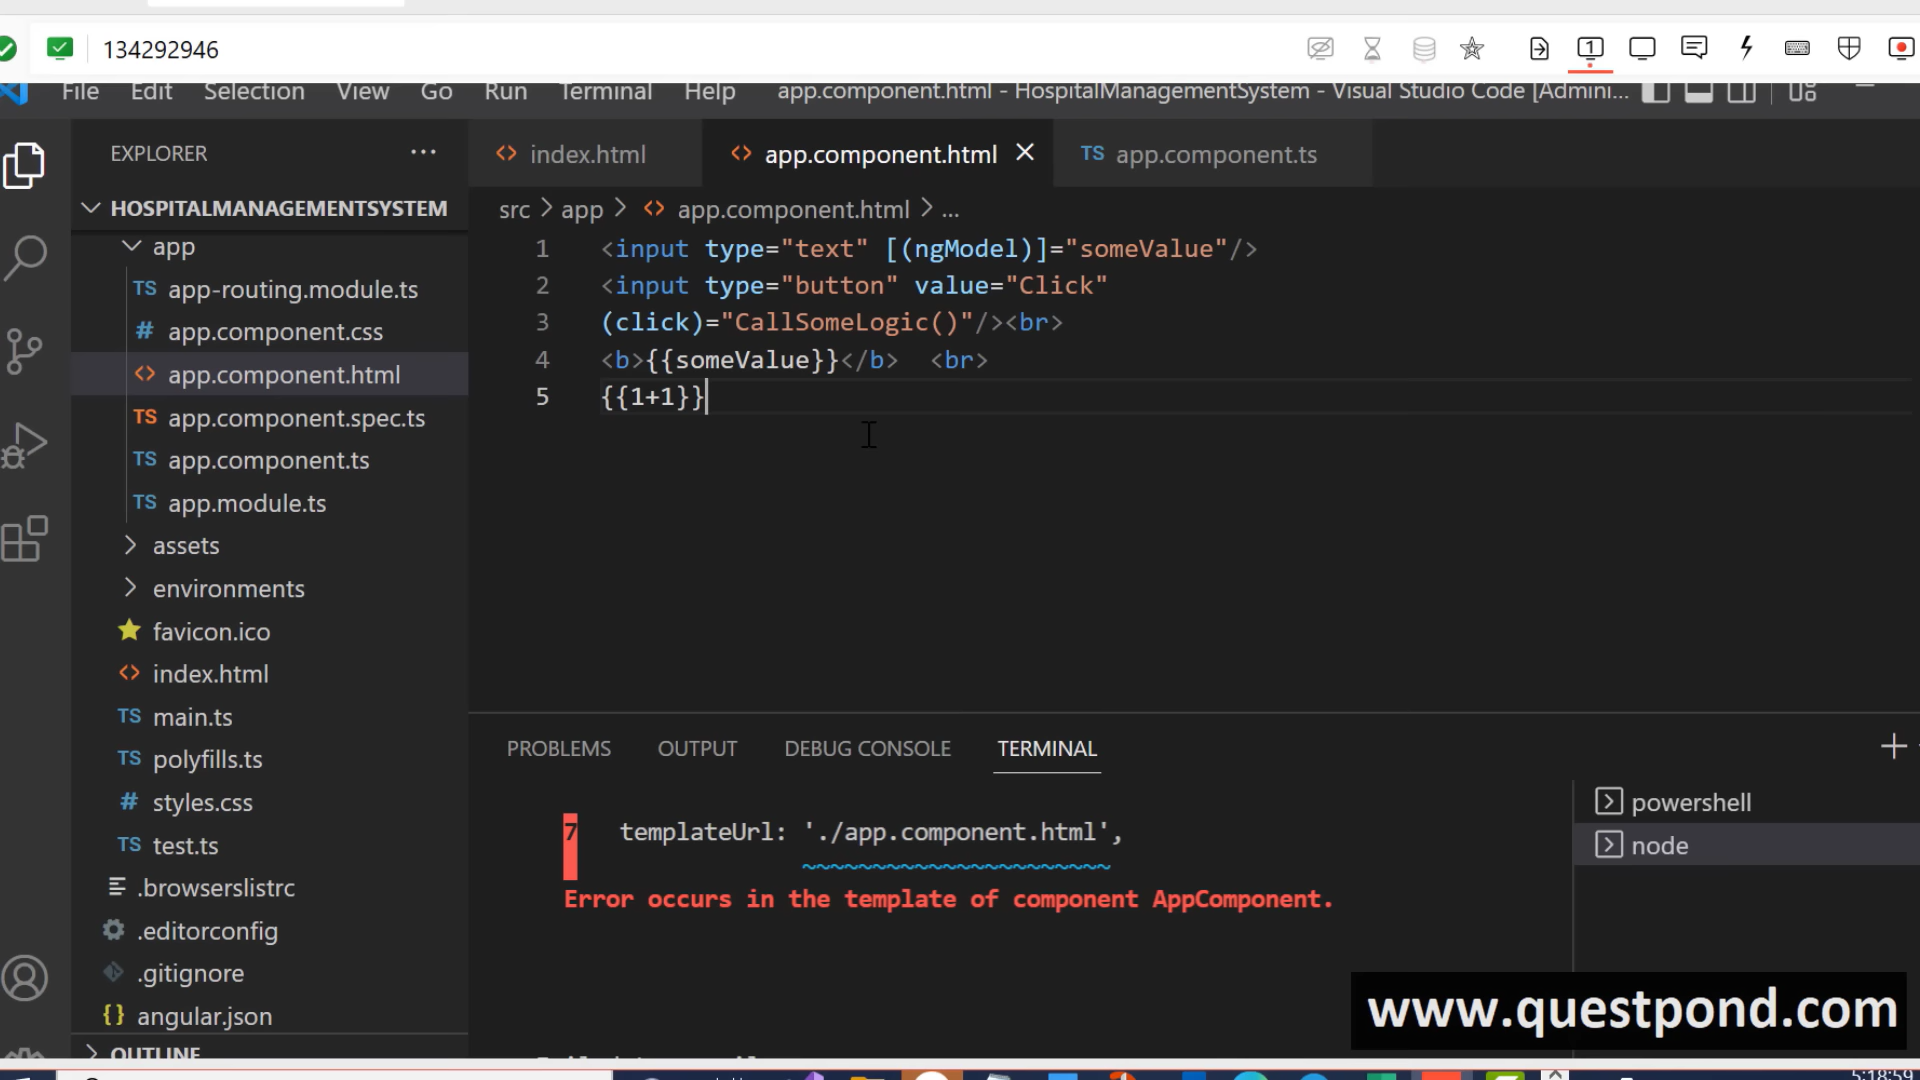 134292946
File Edit Selection View Go Run Terminal Help app.component.html - HospitalManagementSystem - Visual Studio Code [Admini...
EXPLORER ...
index.html
app.component.html
TS app.component.ts
HOSPITALMANAGEMENTSYSTEM
src > app > app.component.html > ...
app
TS app-routing.module.ts
# app.component.css
app.component.html
TS app.component.spec.ts
TS app.component.ts
TS app.module.ts
assets
environments
favicon.ico
index.html
TS main.ts
TS polyfills.ts
# styles.css
TS test.ts
.browserslistrc
.editorconfig
.gitignore
{} angular.json
OUTLINE
1 <input type="text" [(ngModel)]="someValue"/>
2 <input type="button" value="Click"
3 (click)="CallSomeLogic()"/><br>
4 <b>{{someValue}}</b> <br>
5 {{1+1}}
PROBLEMS OUTPUT DEBUG CONSOLE TERMINAL
7 templateUrl: './app.component.html',
~~~~~~~~~~~~~~~~~~~~~~
Error occurs in the template of component AppComponent.
powershell
node
www.questpond.com
5:18:59